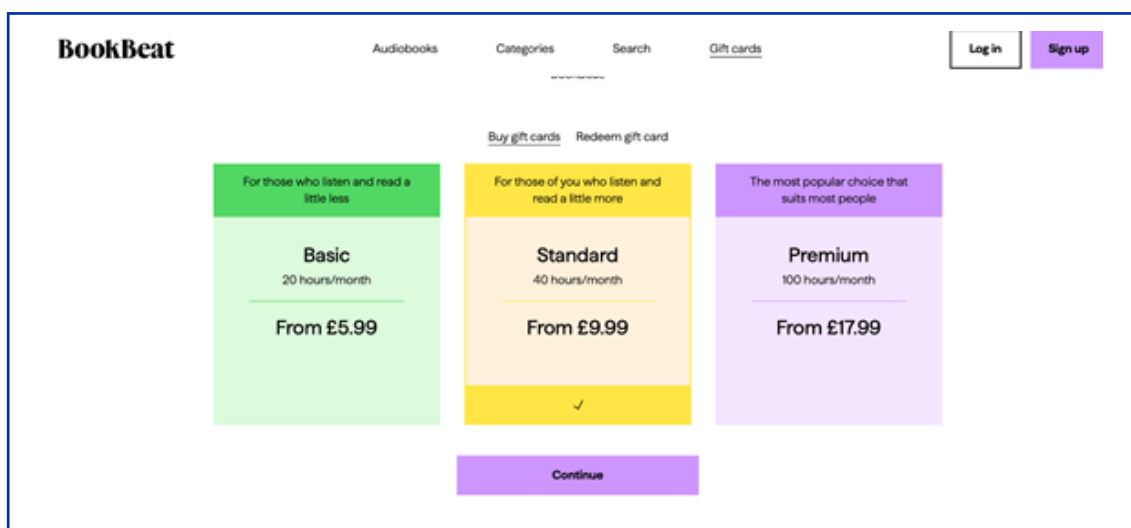 BookBeat
Audiobooks
Categories
Search
Gift cards
Log in
Sign up
Buy gift cards
Redeem gift card
For those who listen and read a
little less
Basic
20 hours/month
From £5.99
For those of you who listen and
read a little more
Standard
40 hours/month
From £9.99
The most popular choice that
suits most people
Premium
100 hours/month
From £17.99
Continue